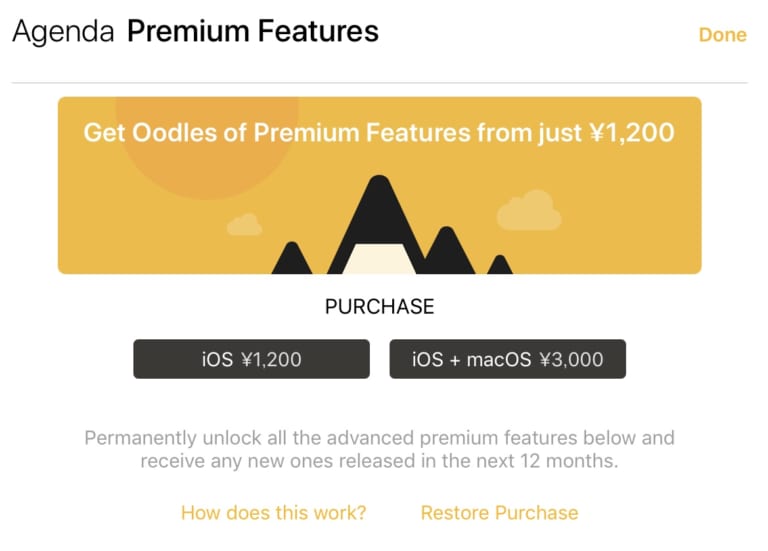 Agenda Premium Features
Done
Get Oodles of Premium Features from just ¥1,200
PURCHASE
iOS ¥1,200
iOS + macOS ¥3,000
Permanently unlock all the advanced premium features below and
receive any new ones released in the next 12 months.
How does this work?
Restore Purchase